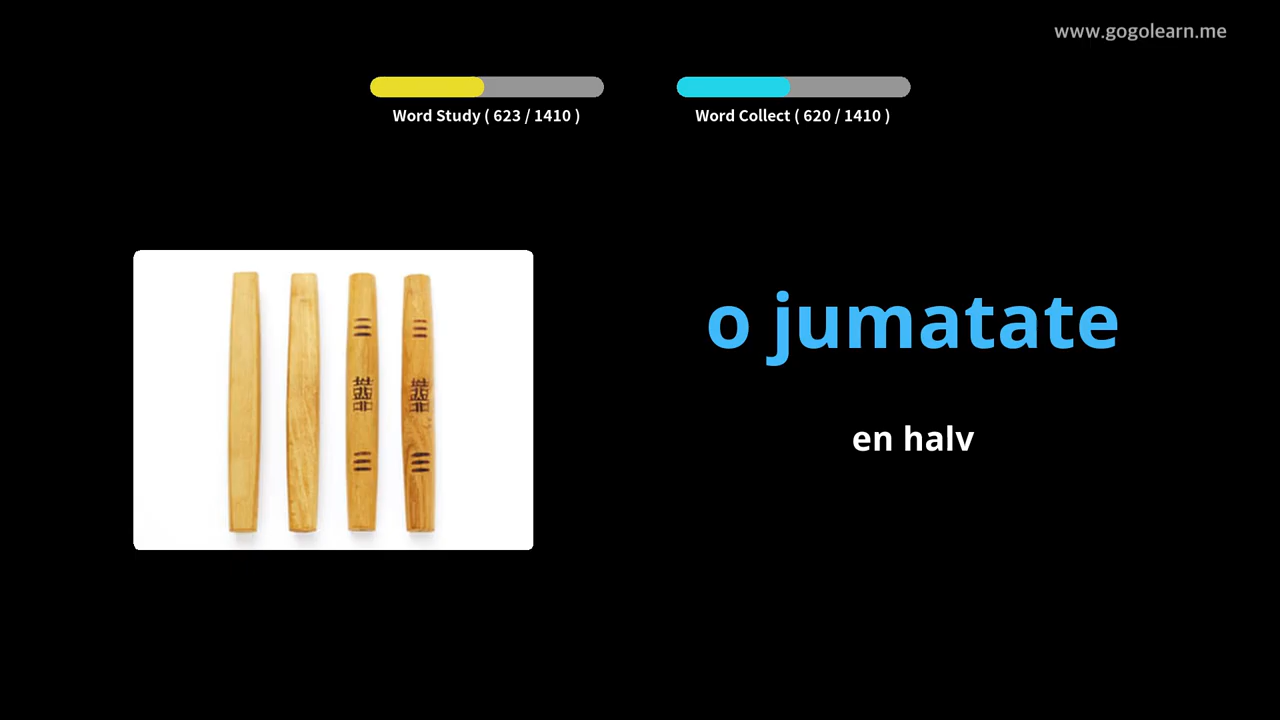 www.gogolearn.me
Word Study ( 623 / 1410 )
Word Collect ( 620 / 1410 )
o jumatate
en halv